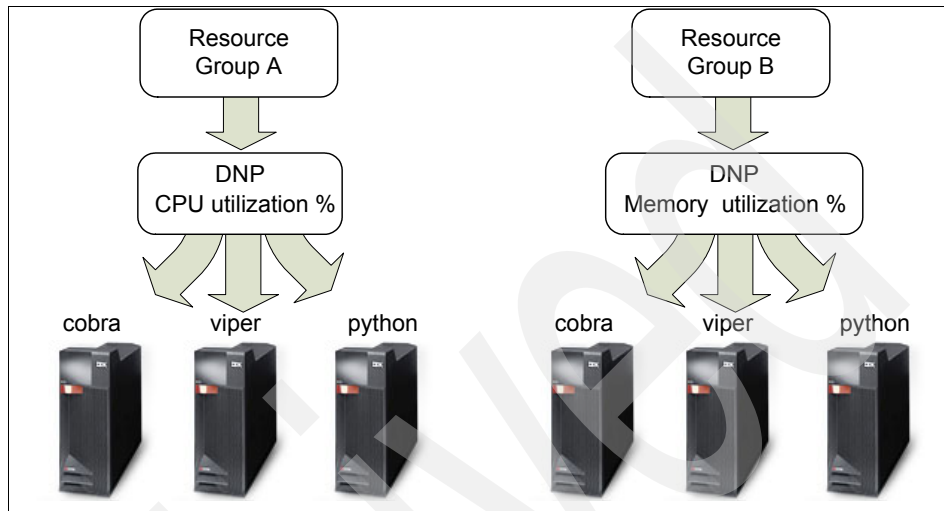 Resource
Group A
Resource
Group B
DNP
CPU utilization %
DNP
Memory utilization %
cobra viper python
cobra viper python